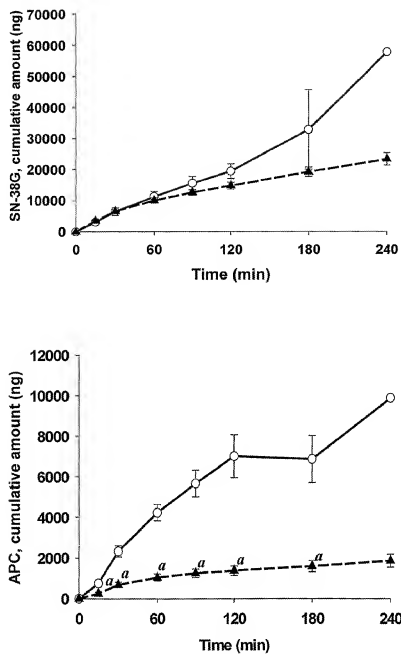 SN-38G, cumulative amount (ng)
70000
60000
50000
40000
30000
20000
10000
0
0 60 120 180 240
Time (min)
APC, cumulative amount (ng)
12000
10000
8000
6000
4000
2000
0
a a a a a a
0 60 120 180 240
Time (min)